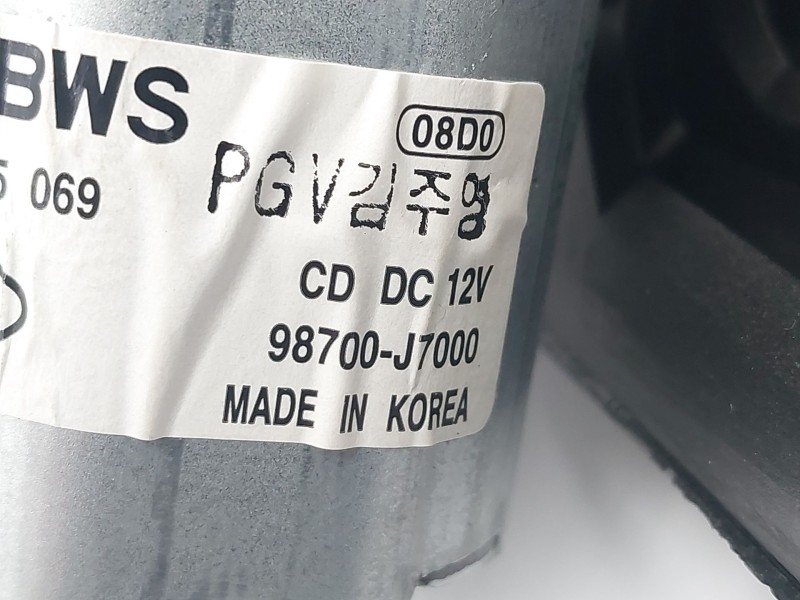 BWS
08D0
5 069
PGV김주영
CD DC 12V
98700-J7000
MADE IN KOREA